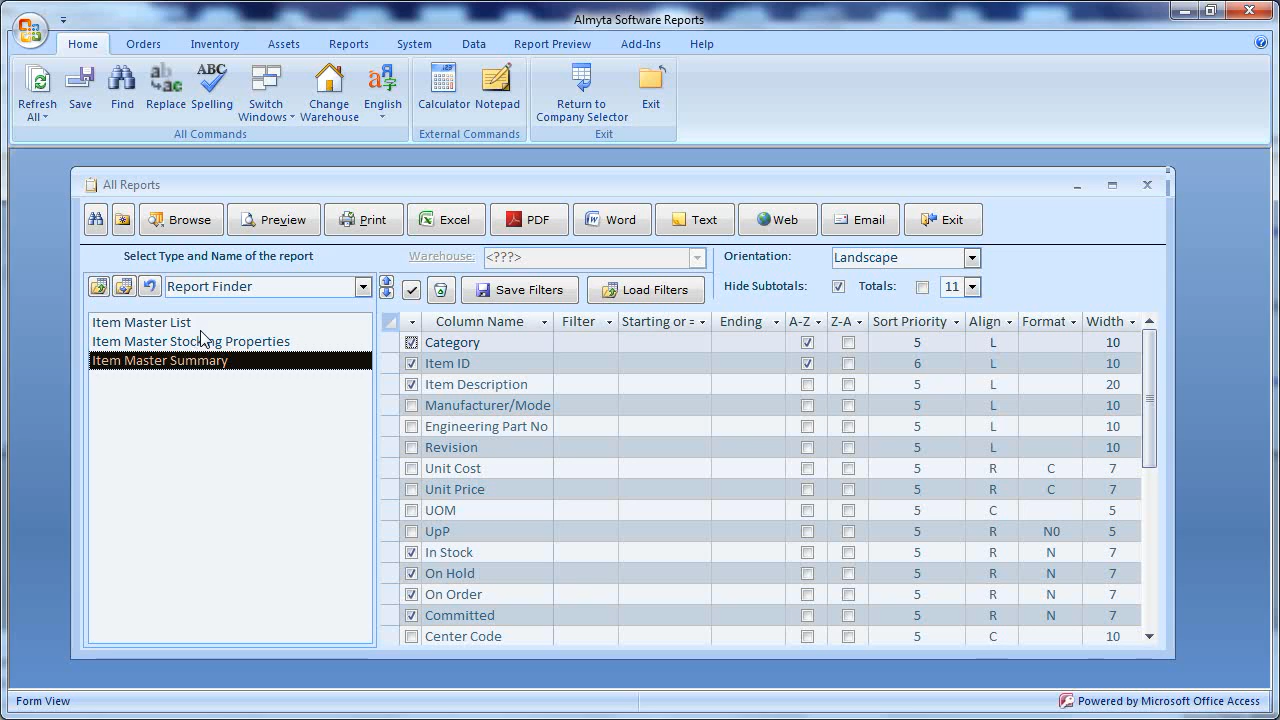 Almyta Software Reports
Home Orders Inventory Assets Reports System Data Report Preview Add-Ins Help
ab ac ABC
Refresh All Save Find Replace Spelling Switch Windows Change Warehouse English Calculator Notepad Return to Company Selector Exit
All Commands External Commands Exit
All Reports
Browse Preview Print Excel PDF Word Text Web Email Exit
Select Type and Name of the report Warehouse: <???> Orientation: Landscape
Report Finder Save Filters Load Filters Hide Subtotals: Totals: 11
Column Name Filter Starting or = Ending A-Z Z-A Sort Priority Align Format Width
Item Master List
Item Master Stocking Properties
Item Master Summary
Category 5 L 10
Item ID 6 L 10
Item Description 5 L 20
Manufacturer/Mode 5 L 10
Engineering Part No 5 L 10
Revision 5 L 10
Unit Cost 5 R C 7
Unit Price 5 R C 7
UOM 5 C 5
UpP 5 R N0 5
In Stock 5 R N 7
On Hold 5 R N 7
On Order 5 R N 7
Committed 5 R N 7
Center Code 5 C 10
Form View Powered by Microsoft Office Access